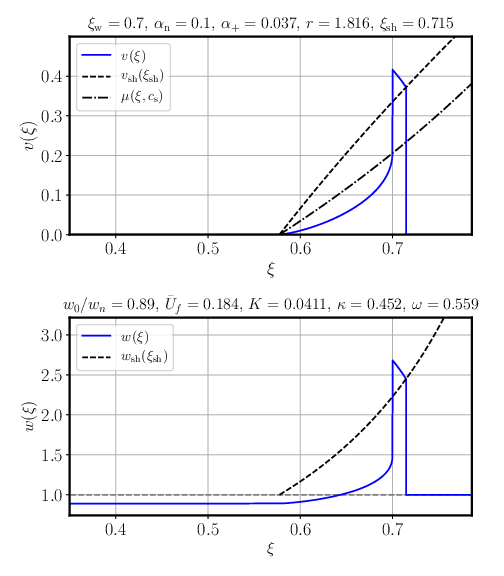 ξw = 0.7, αn = 0.1, α+ = 0.037, r = 1.816, ξsh = 0.715
v(ξ)
vsh(ξsh)
μ(ξ, cs)
0.4
0.3
0.2
0.1
0.0
v(ξ)
0.4 0.5 0.6 0.7
ξ
w0/wn = 0.89, Ūf = 0.184, K = 0.0411, κ = 0.452, ω = 0.559
w(ξ)
wsh(ξsh)
3.0
2.5
2.0
1.5
1.0
w(ξ)
0.4 0.5 0.6 0.7
ξ